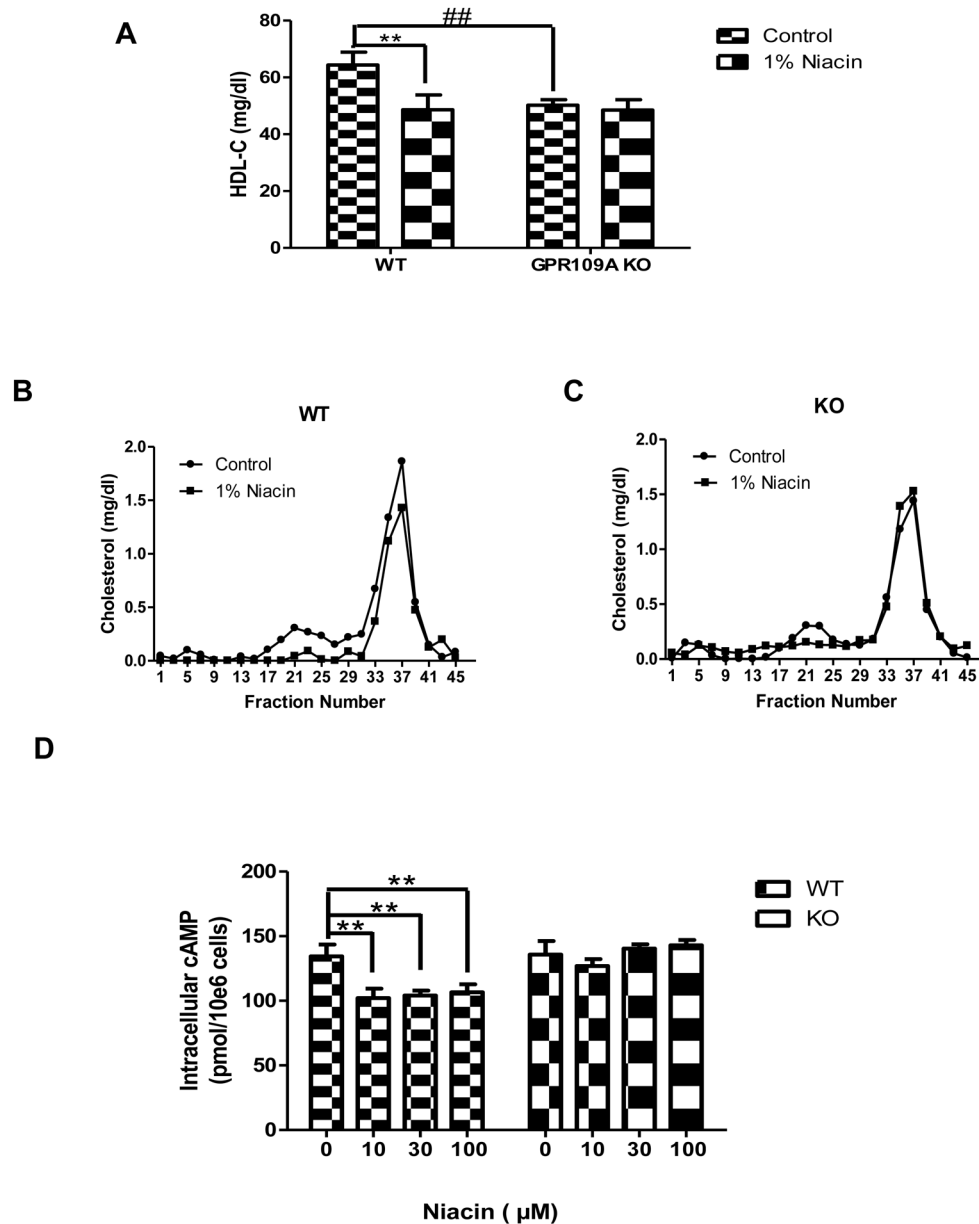 A
##
**
Control
1% Niacin
HDL-C (mg/dl)
80
60
40
20
0
WT
GPR109A KO
B
WT
Control
1% Niacin
Cholesterol (mg/dl)
2.0
1.5
1.0
0.5
0.0
1 5 9 13 17 21 25 29 33 37 41 45
Fraction Number
C
KO
Control
1% Niacin
Cholesterol (mg/dl)
2.0
1.5
1.0
0.5
0.0
1 5 9 13 17 21 25 29 33 37 41 45
Fraction Number
D
**
**
**
WT
KO
Intracellular cAMP
(pmol/10e6 cells)
200
150
100
50
0
0 10 30 100 0 10 30 100
Niacin ( µM)